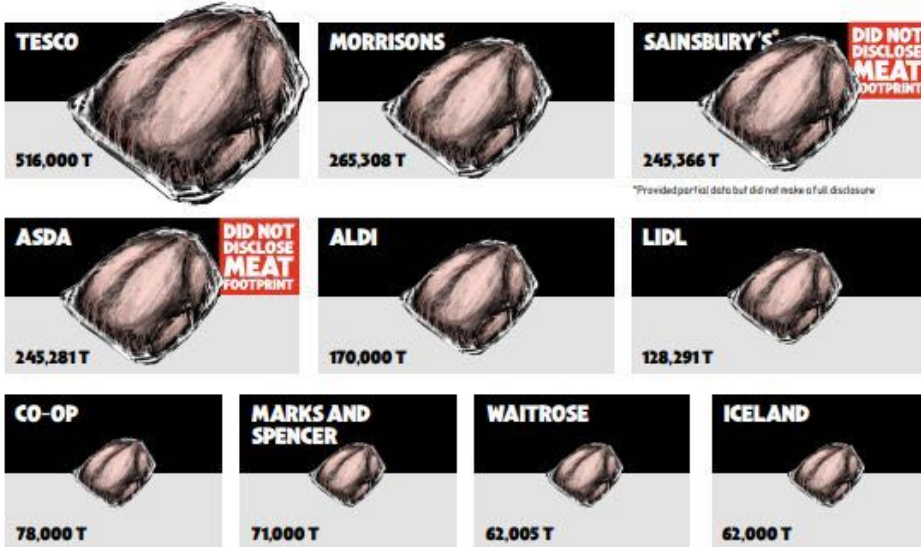 TESCO
516,000 T
MORRISONS
265,308 T
SAINSBURY'S*
245,366 T
DID NOT
DISCLOSE
MEAT
FOOTPRINT
*Provided partial data but did not make a full disclosure
ASDA
245,281 T
DID NOT
DISCLOSE
MEAT
FOOTPRINT
ALDI
170,000 T
LIDL
128,291 T
CO-OP
78,000 T
MARKS AND
SPENCER
71,000 T
WAITROSE
62,005 T
ICELAND
62,000 T